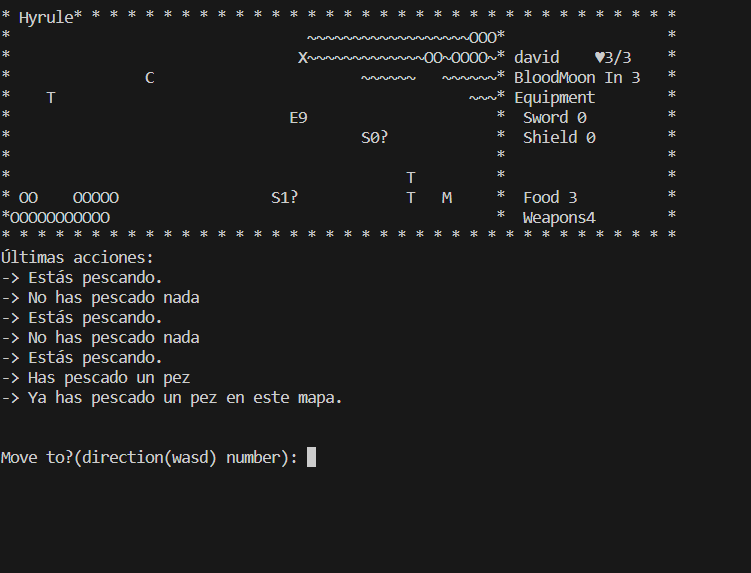 * Hyrule* * * * * * * * * * * * * * * * * * * * * * * * * * * * * * * * * *
*                                 ~~~~~~~~~~~~~~~~~~OOO*                  *
*                                X~~~~~~~~~~~~~OO~OOOO~* david    ♥3/3    *
*               C                       ~~~~~~   ~~~~~~* BloodMoon In 3   *
*    T                                              ~~~* Equipment        *
*                               E9                     *  Sword 0         *
*                                       S0?            *  Shield 0        *
*                                                      *                  *
*                                            T         *                  *
* OO    OOOOO                 S1?            T   M     *  Food 3          *
*OOOOOOOOOOO                                           *  Weapons4        *
* * * * * * * * * * * * * * * * * * * * * * * * * * * * * * * * * * * * * *
Últimas acciones:
-> Estás pescando.
-> No has pescado nada
-> Estás pescando.
-> No has pescado nada
-> Estás pescando.
-> Has pescado un pez
-> Ya has pescado un pez en este mapa.
Move to?(direction(wasd) number):